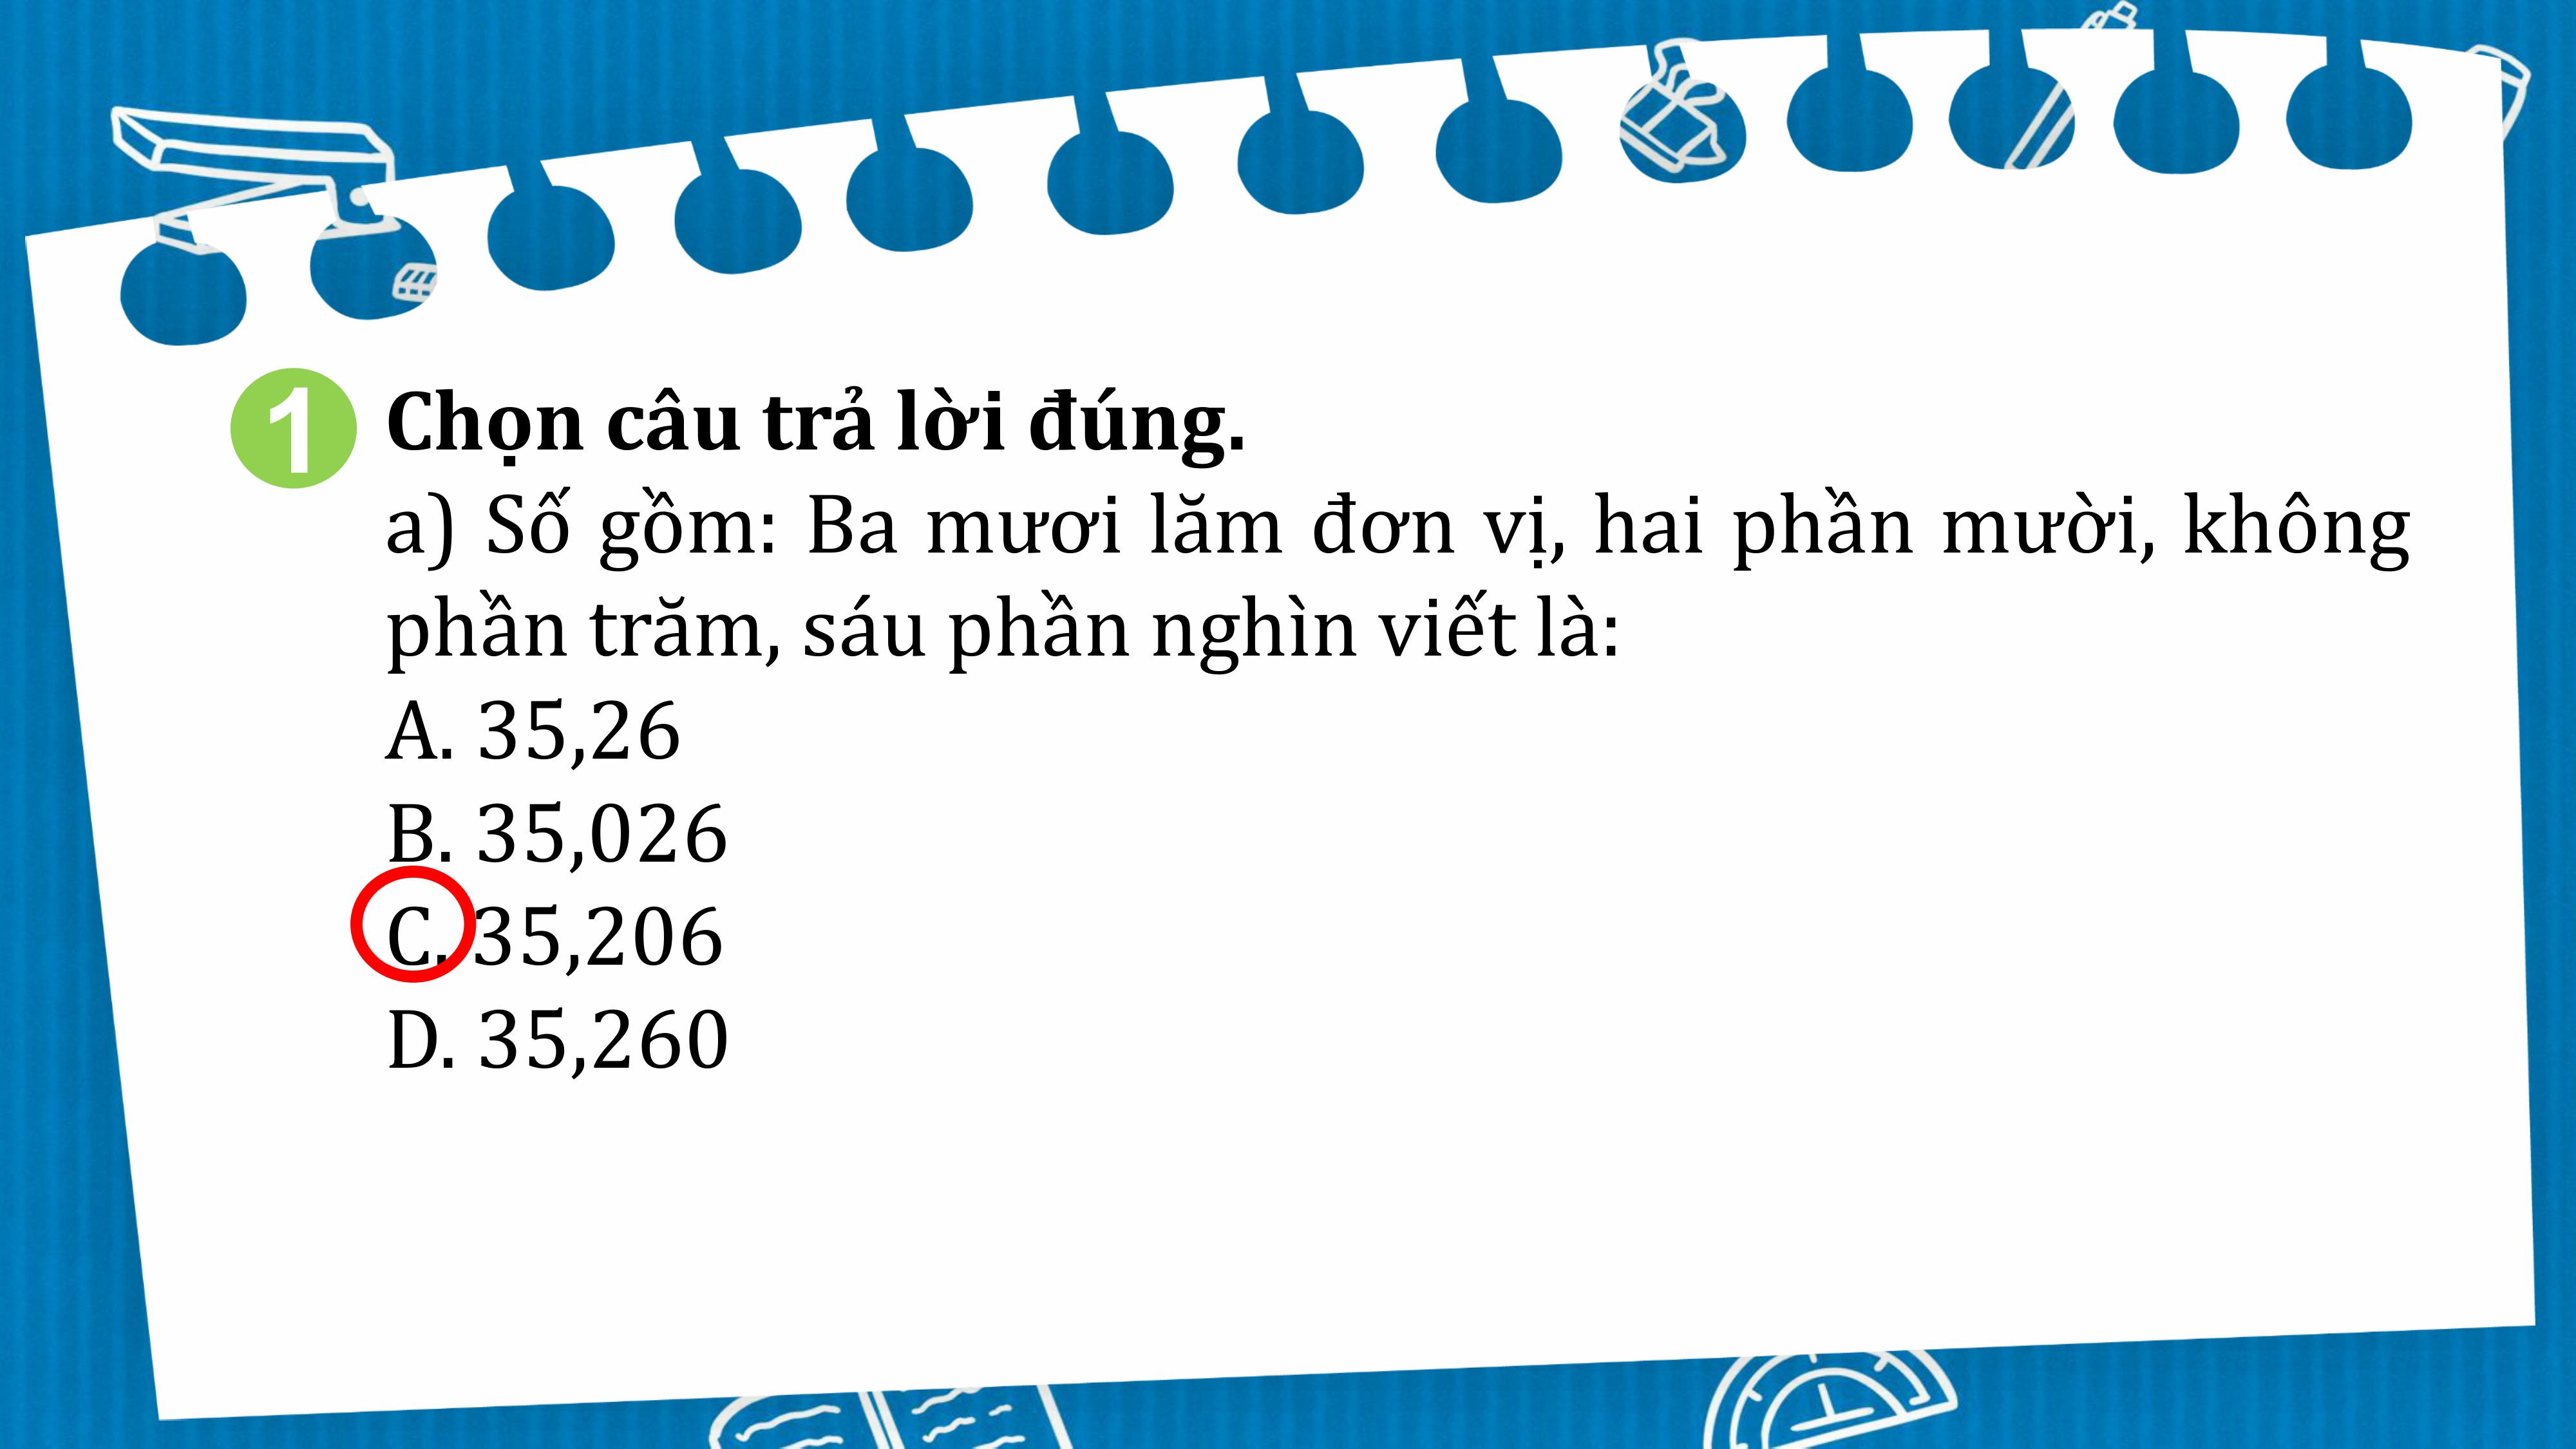 1 Chọn câu trả lời đúng.
a) Số gồm: Ba mươi lăm đơn vị, hai phần mười, không
phần trăm, sáu phần nghìn viết là:
A. 35,26
B. 35,026
C. 35,206
D. 35,260